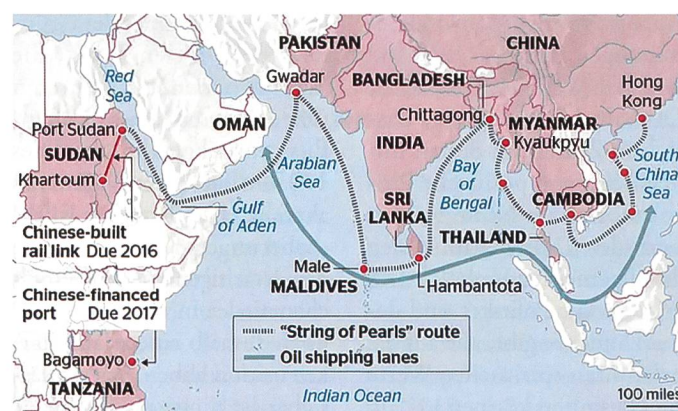 PAKISTAN
CHINA
Red
Sea
Gwadar
BANGLADESH
Hong
Kong
Port Sudan
OMAN
Chittagong
MYANMAR
SUDAN
INDIA
Kyaukpyu
Khartoum
Arabian
Sea
Bay
of
Bengal
South
China
Sea
Gulf
of Aden
SRI
LANKA
CAMBODIA
Chinese-built
rail link Due 2016
THAILAND
Male
MALDIVES
Hambantota
Chinese-financed
port Due 2017
"String of Pearls" route
Oil shipping lanes
Bagamoyo
TANZANIA
Indian Ocean
100 miles